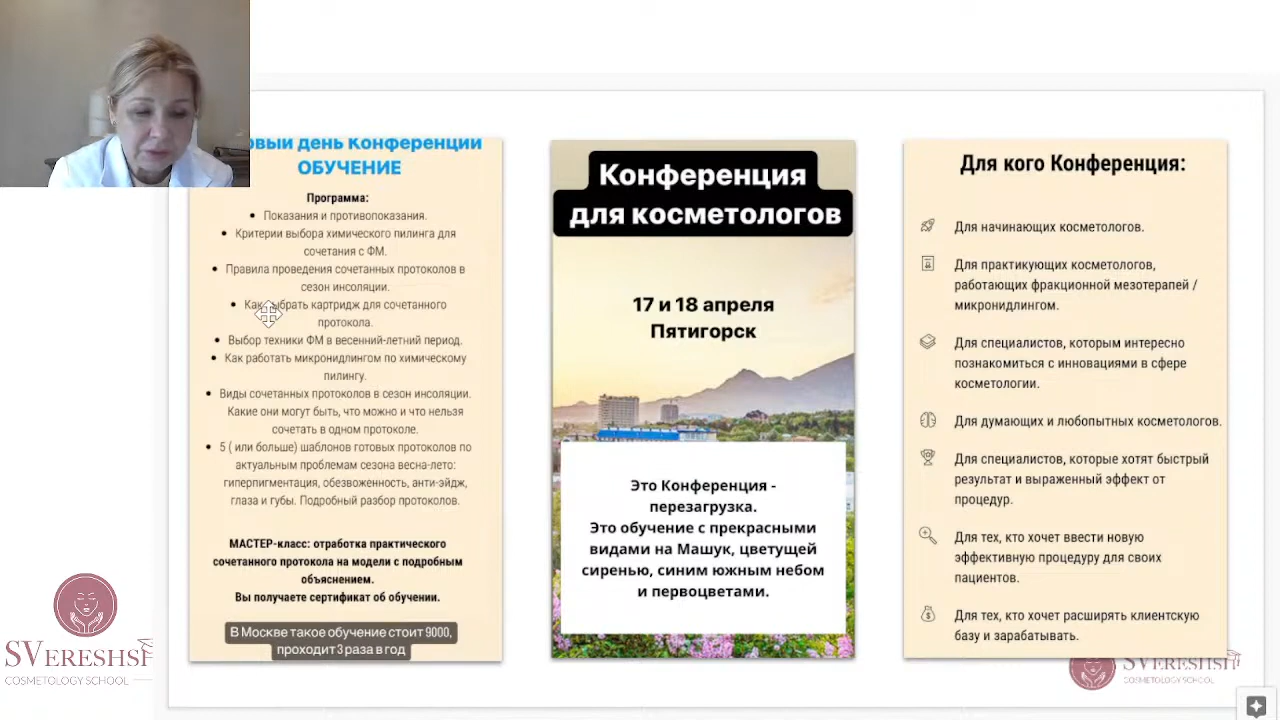 овый день Конференции
ОБУЧЕНИЕ
Программа:
Показания и противопоказания.
Критерии выбора химического пилинга для
сочетания с ФМ.
Правила проведения сочетанных протоколов в
сезон инсоляции.
Как выбрать картридж для сочетанного
протокола.
Выбор техники ФМ в весенний-летний период.
Как работать микронидлингом по химическому
пилингу.
Виды сочетанных протоколов в сезон инсоляции.
Какие они могут быть, что можно и что нельзя
сочетать в одном протоколе.
5 ( или больше) шаблонов готовых протоколов по
актуальным проблемам сезона весна-лето:
гиперпигментация, обезвоженность, анти-эйдж,
глаза и губы. Подробный разбор протоколов.
МАСТЕР-класс: отработка практического
сочетанного протокола на модели с подробным
объяснением.
Вы получаете сертификат об обучении.
В Москве такое обучение стоит 9000,
проходит 3 раза в год
Конференция
для косметологов
17 и 18 апреля
Пятигорск
Это Конференция -
перезагрузка.
Это обучение с прекрасными
видами на Машук, цветущей
сиренью, синим южным небом
и первоцветами.
Для кого Конференция:
Для начинающих косметологов.
Для практикующих косметологов,
работающих фракционной мезотерапией /
микронидлингом.
Для специалистов, которым интересно
познакомиться с инновациями в сфере
косметологии.
Для думающих и любопытных косметологов.
Для специалистов, которые хотят быстрый
результат и выраженный эффект от
процедур.
Для тех, кто хочет ввести новую
эффективную процедуру для своих
пациентов.
Для тех, кто хочет расширять клиентскую
базу и зарабатывать.
SVERESHSH
COSMETOLOGY SCHOOL
SVERESHSH
COSMETOLOGY SCHOOL